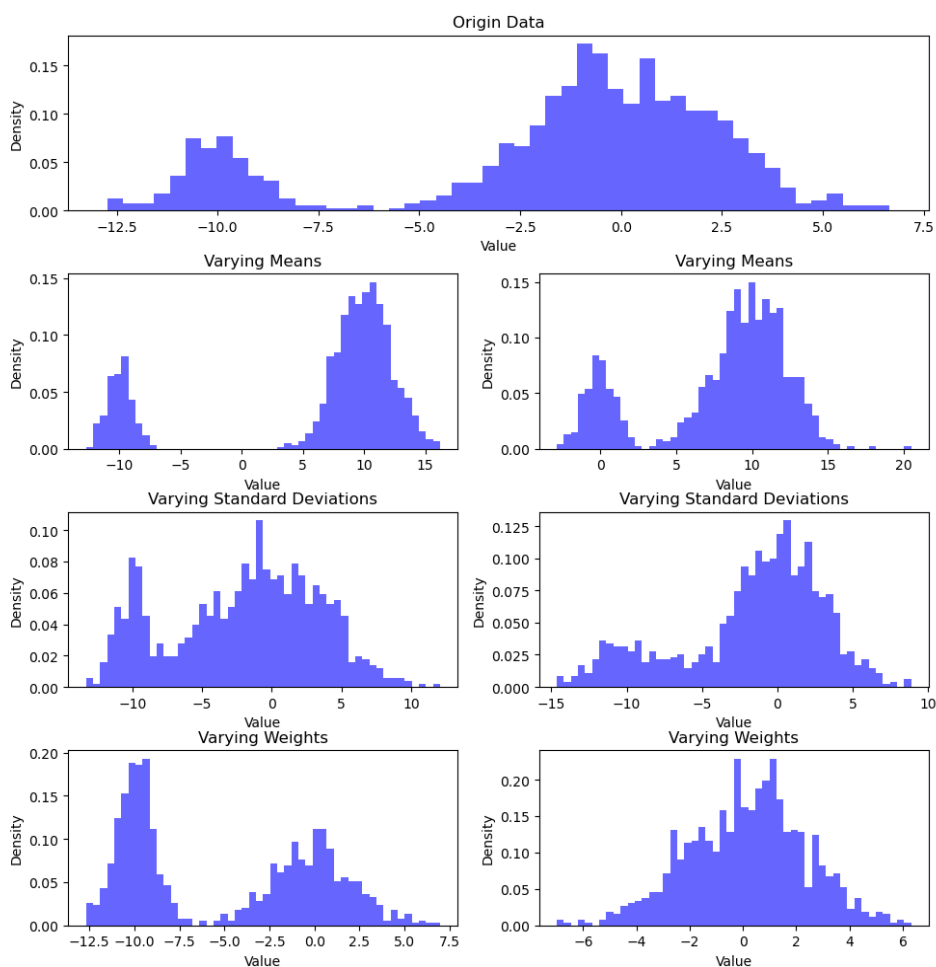 Origin Data
0.15
0.10
0.05
0.00
Density
−12.5 −10.0 −7.5 −5.0 −2.5 0.0 2.5 5.0 7.5
Value
Varying Means
0.15
0.10
0.05
0.00
Density
−10 −5 0 5 10 15
Value
Varying Means
0.15
0.10
0.05
0.00
Density
0 5 10 15 20
Value
Varying Standard Deviations
0.10
0.08
0.06
0.04
0.02
0.00
Density
−10 −5 0 5 10
Value
Varying Standard Deviations
0.125
0.100
0.075
0.050
0.025
0.000
Density
−15 −10 −5 0 5 10
Value
Varying Weights
0.20
0.15
0.10
0.05
0.00
Density
−12.5 −10.0 −7.5 −5.0 −2.5 0.0 2.5 5.0 7.5
Value
Varying Weights
0.20
0.15
0.10
0.05
0.00
Density
−6 −4 −2 0 2 4 6
Value